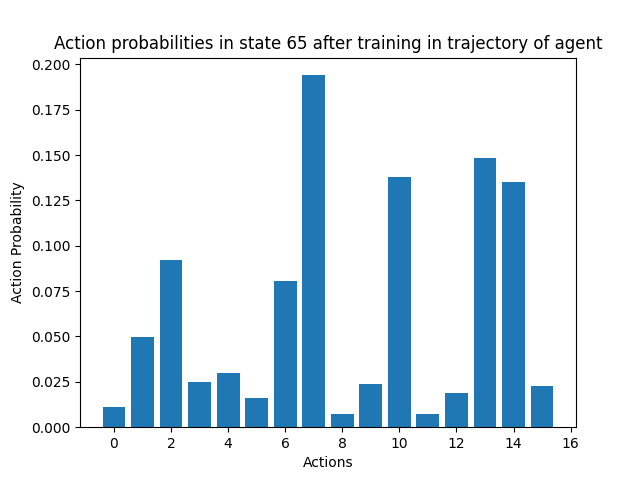 Action probabilities in state 65 after training in trajectory of agent
0.200
0.175
0.150
0.125
0.100
0.075
0.050
0.025
0.000
Action Probability
0 2 4 6 8 10 12 14 16
Actions